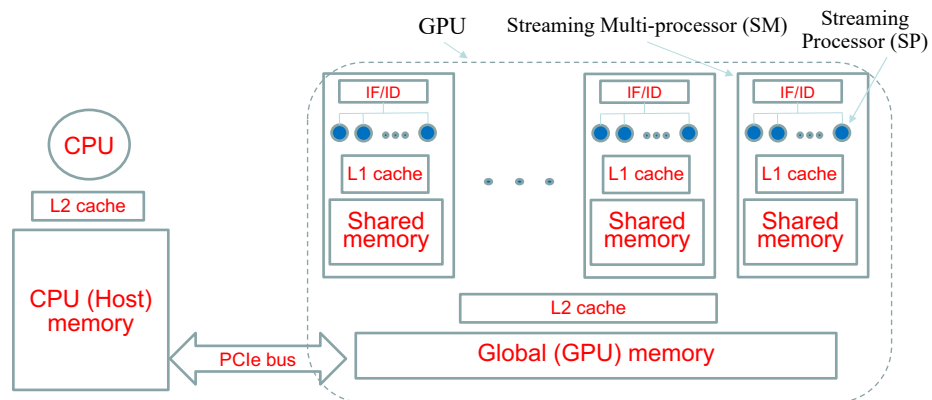 GPU
Streaming Multi-processor (SM)
Streaming
Processor (SP)
IF/ID
IF/ID
IF/ID
CPU
L1 cache
L1 cache
L1 cache
L2 cache
Shared
memory
Shared
memory
Shared
memory
CPU (Host)
memory
L2 cache
PCIe bus
Global (GPU) memory